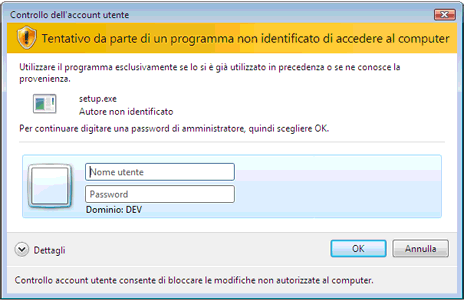 Controllo dell'account utente
Tentativo da parte di un programma non identificato di accedere al computer
Utilizzare il programma esclusivamente se lo si è già utilizzato in precedenza o se ne conosce la
provenienza.
setup.exe
Autore non identificato
Per continuare digitare una password di amministratore, quindi scegliere OK.
Nome utente
Password
Dominio: DEV
Dettagli
OK
Annulla
Controllo account utente consente di bloccare le modifiche non autorizzate al computer.